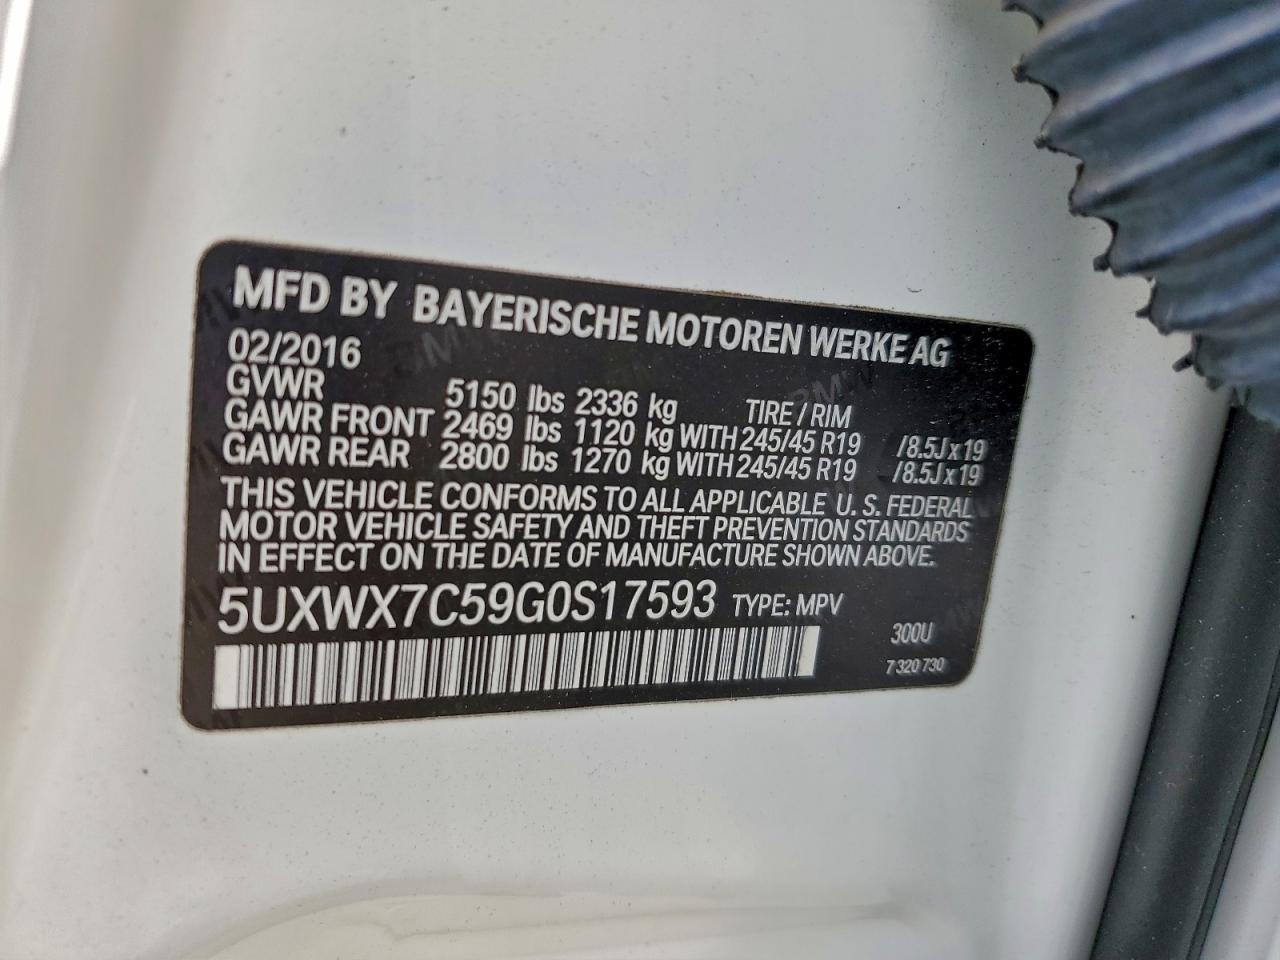 MFD BY BAYERISCHE MOTOREN WERKE AG
02/2016
GVWR 5150 lbs 2336 kg TIRE / RIM
GAWR FRONT 2469 lbs 1120 kg WITH 245/45 R19 /8.5J x 19
GAWR REAR 2800 lbs 1270 kg WITH 245/45 R19 /8.5J x 19
THIS VEHICLE CONFORMS TO ALL APPLICABLE U. S. FEDERAL
MOTOR VEHICLE SAFETY AND THEFT PREVENTION STANDARDS
IN EFFECT ON THE DATE OF MANUFACTURE SHOWN ABOVE.
5UXWX7C59G0S17593 TYPE: MPV
300U
7 320 730